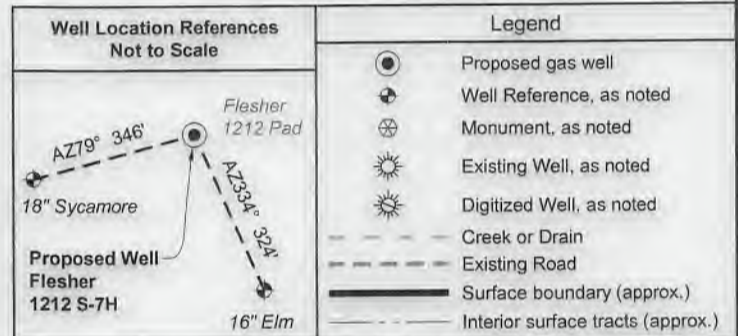 Well Location References
Not to Scale
Flesher
1212 Pad
AZ79° 346'
18" Sycamore
AZ334° 324'
Proposed Well
Flesher
1212 S-7H
16" Elm
Legend
Proposed gas well
Well Reference, as noted
Monument, as noted
Existing Well, as noted
Digitized Well, as noted
Creek or Drain
Existing Road
Surface boundary (approx.)
Interior surface tracts (approx.)